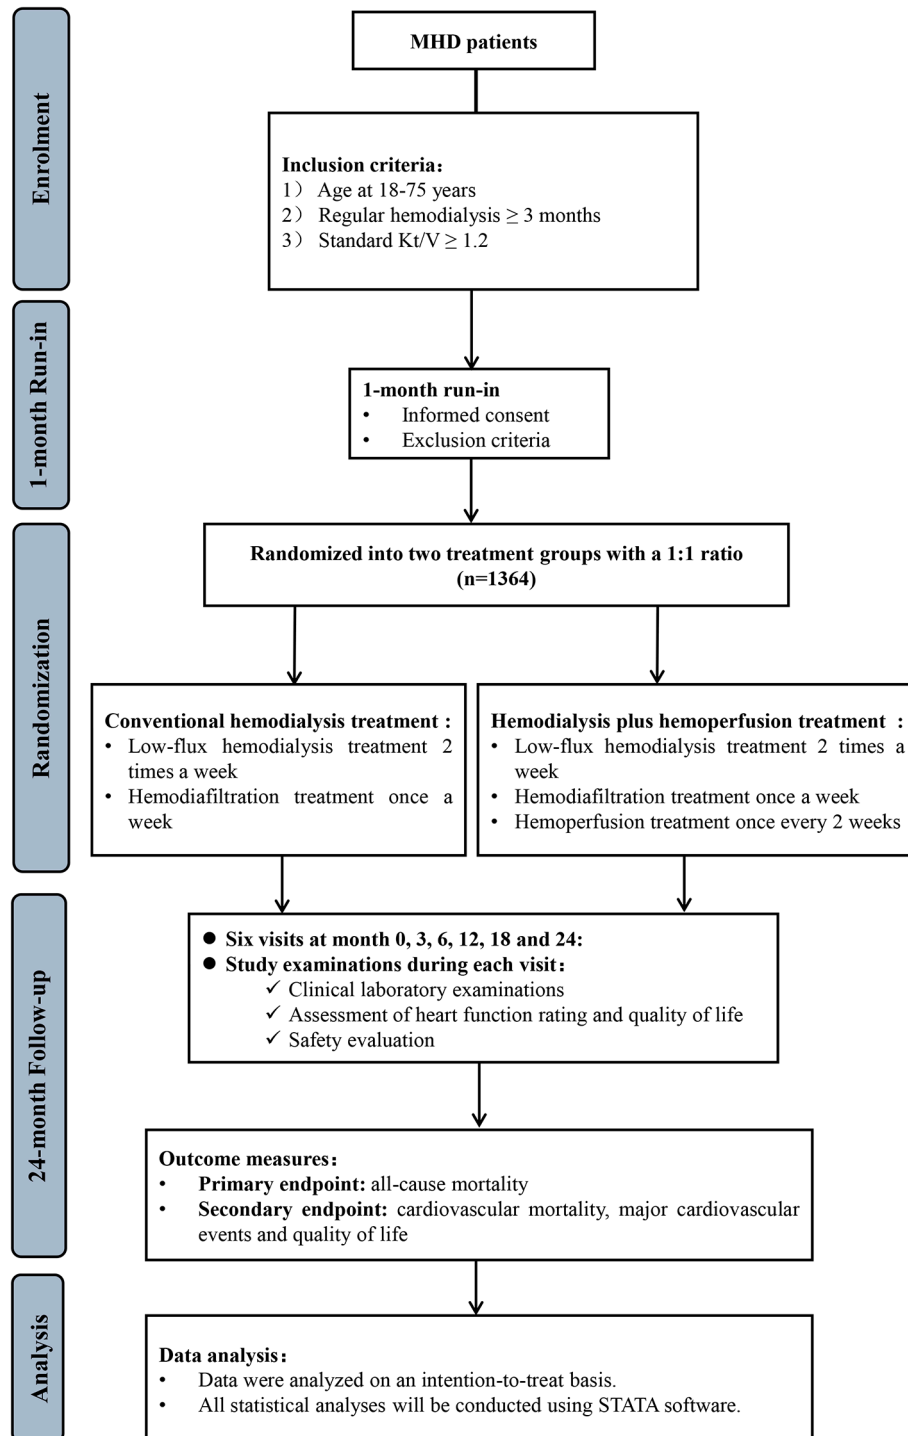 MHD patients
Enrolment
Inclusion criteria：
1） Age at 18-75 years
2） Regular hemodialysis ≥ 3 months
3） Standard Kt/V ≥ 1.2
1-month Run-in
1-month run-in
• Informed consent
• Exclusion criteria
Randomization
Randomized into two treatment groups with a 1:1 ratio
(n=1364)
Conventional hemodialysis treatment：
• Low-flux hemodialysis treatment 2
times a week
• Hemodiafiltration treatment once a
week
Hemodialysis plus hemoperfusion treatment ：
• Low-flux hemodialysis treatment 2 times a
week
• Hemodiafiltration treatment once a week
• Hemoperfusion treatment once every 2 weeks
24-month Follow-up
● Six visits at month 0, 3, 6, 12, 18 and 24:
● Study examinations during each visit：
✓ Clinical laboratory examinations
✓ Assessment of heart function rating and quality of life
✓ Safety evaluation
Outcome measures：
• Primary endpoint: all-cause mortality
• Secondary endpoint: cardiovascular mortality, major cardiovascular
events and quality of life
Analysis
Data analysis：
• Data were analyzed on an intention-to-treat basis.
• All statistical analyses will be conducted using STATA software.